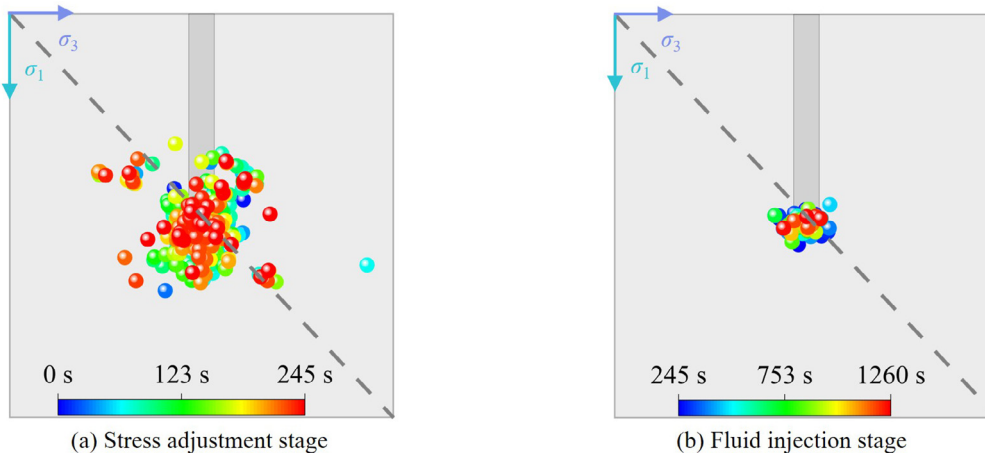 σ3
σ1
0 s 123 s 245 s
(a) Stress adjustment stage
σ3
σ1
245 s 753 s 1260 s
(b) Fluid injection stage